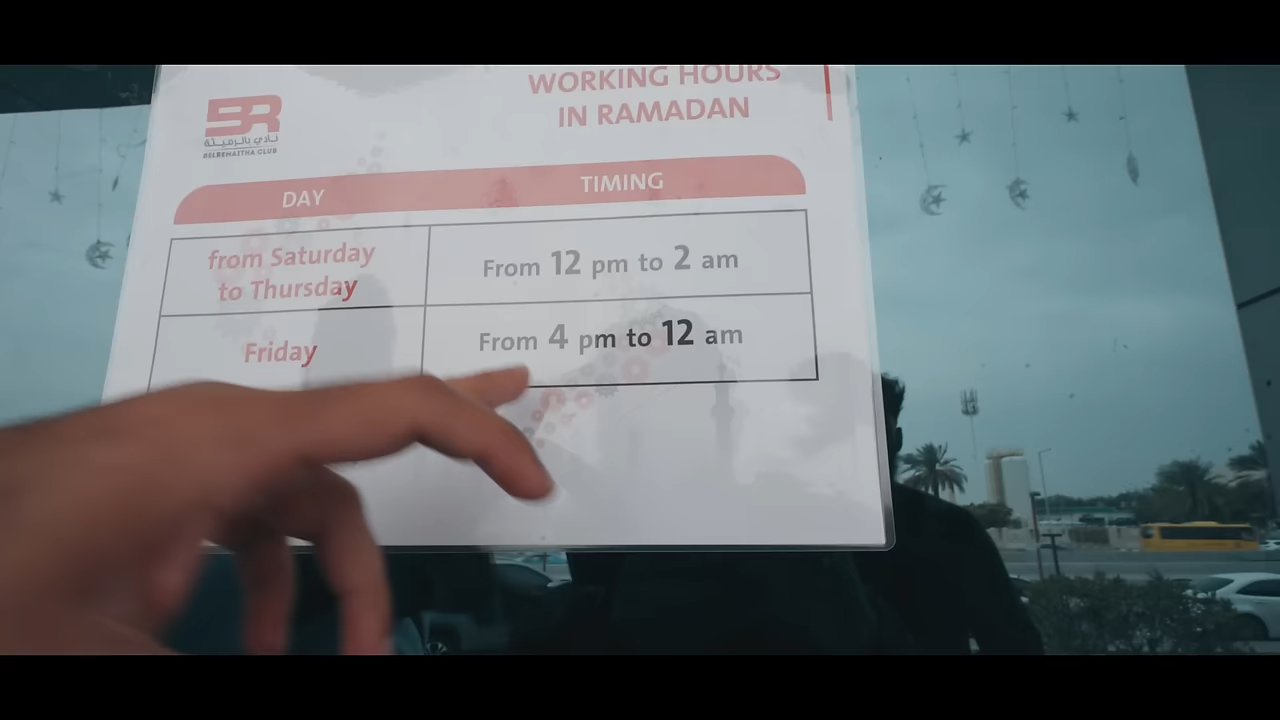 WORKING HOURS
IN RAMADAN
BR
نادي بالرميثة
BELREMAITHA CLUB
DAY
TIMING
from Saturday
to Thursday
From 12 pm to 2 am
Friday
From 4 pm to 12 am